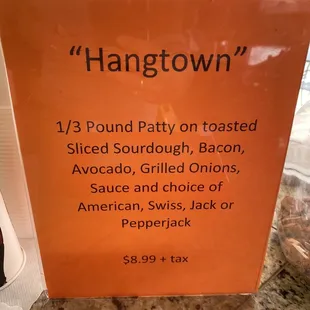 “Hangtown”
1/3 Pound Patty on toasted
Sliced Sourdough, Bacon,
Avocado, Grilled Onions,
Sauce and choice of
American, Swiss, Jack or
Pepperjack
$8.99 + tax